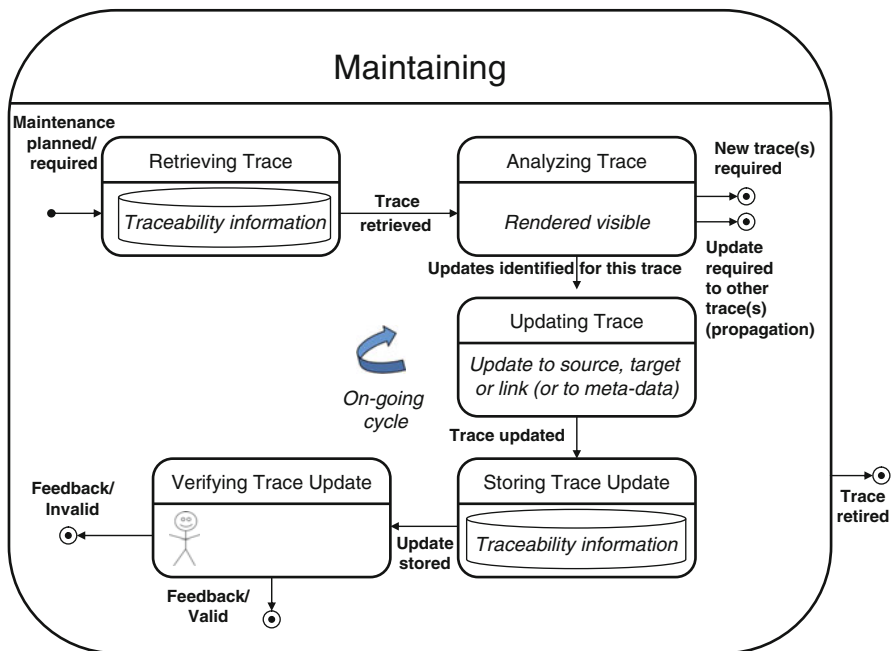 Maintaining
Maintenance
planned/
required
Retrieving Trace
Traceability information
Trace
retrieved
Analyzing Trace
Rendered visible
New trace(s)
required
Update
required
to other
trace(s)
(propagation)
Updates identified for this trace
Updating Trace
Update to source, target
or link (or to meta-data)
On-going
cycle
Trace updated
Storing Trace Update
Traceability information
Update
stored
Verifying Trace Update
Feedback/
Invalid
Feedback/
Valid
Trace
retired